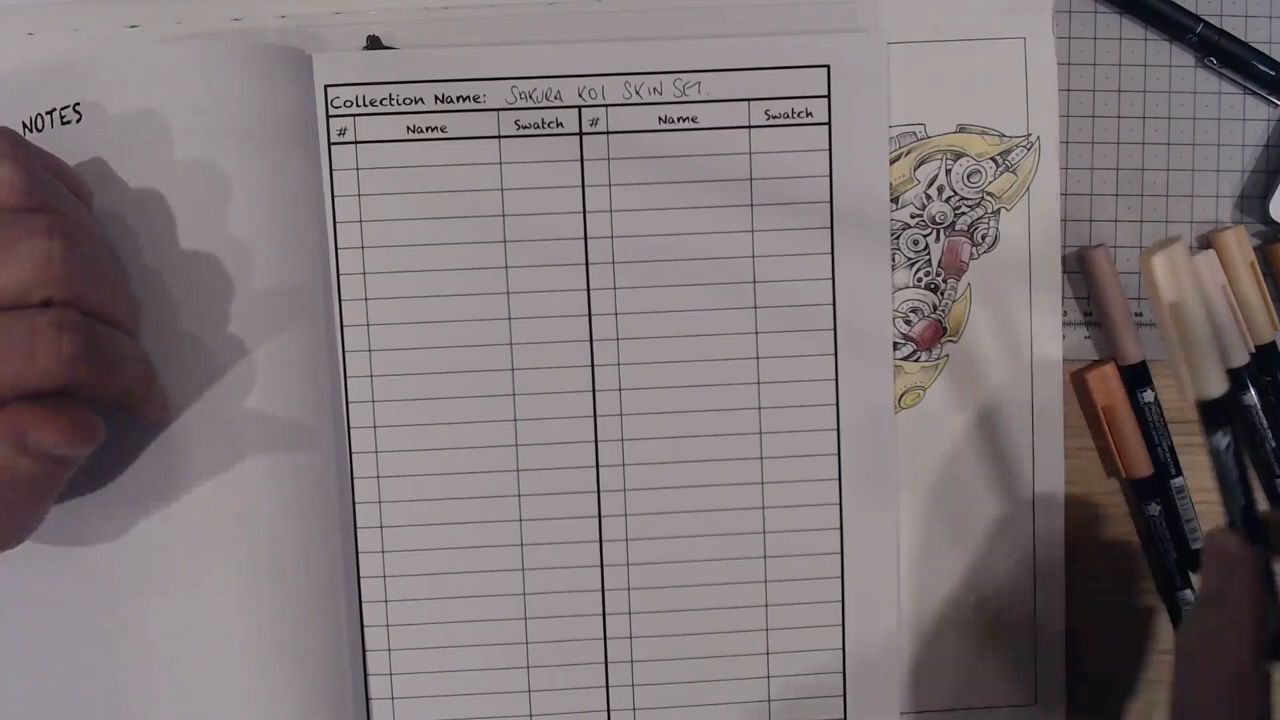 NOTES
Collection Name: SAKURA KOI SKIN SET.
# Name Swatch # Name Swatch